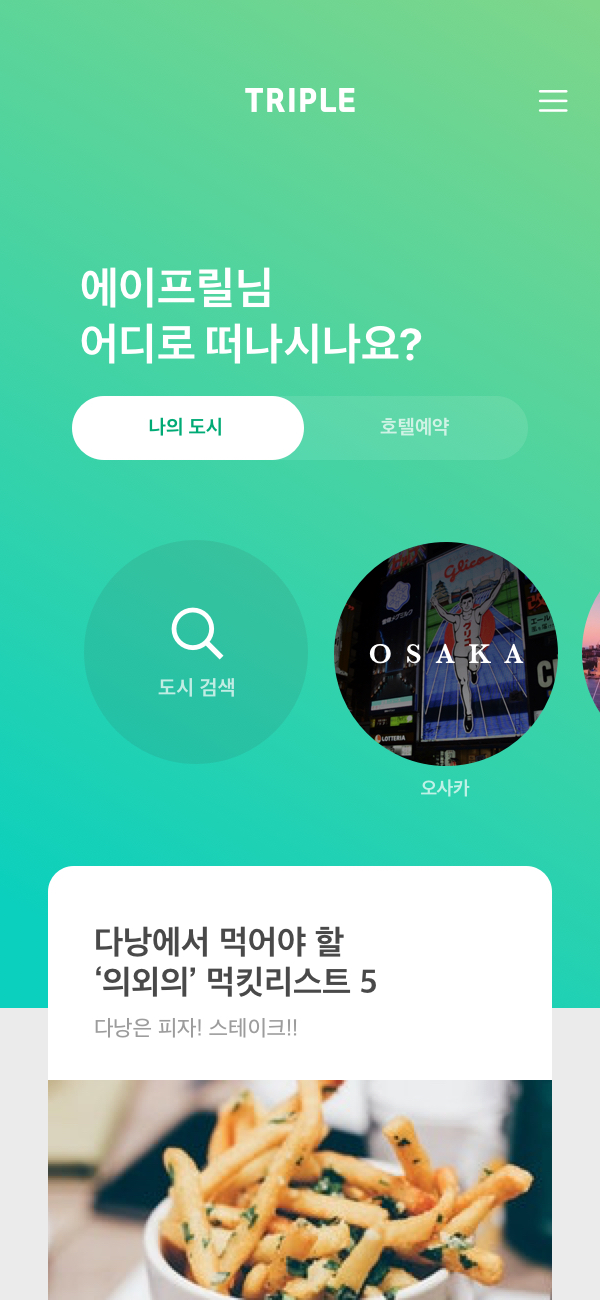 TRIPLE
에이프릴님
어디로 떠나시나요?
나의 도시
호텔예약
도시 검색
Glico
OSAKA
LOTTERIA
오사카
다낭에서 먹어야 할
‘의외의’ 먹킷리스트 5
다낭은 피자! 스테이크!!